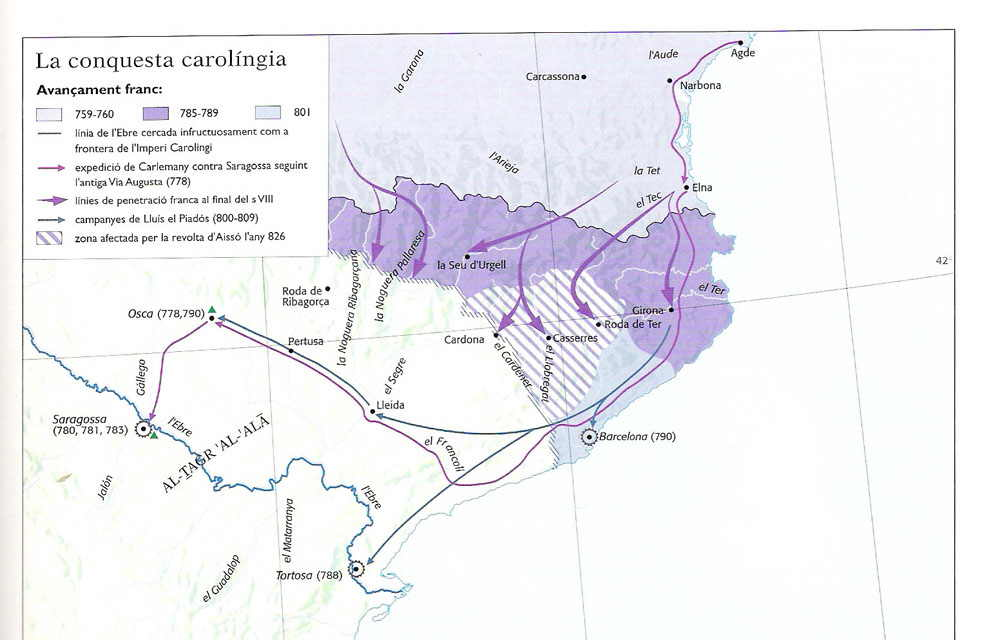 La conquesta carolíngia
Avançament franc:
759-760
785-789
801
línia de l'Ebre cercada infructuosament com a
frontera de l'Imperi Carolingi
expedició de Carlemany contra Saragossa seguint
l'antiga Via Augusta (778)
línies de penetració franca al final del s VIII
campanyes de Lluís el Piadós (800-809)
zona afectada per la revolta d'Aissó l'any 826
la Garona
l'Aude
Agde
Carcassona
Narbona
l'Arieja
la Tet
el Tec
Elna
la Noguera Ribagorçana
la Noguera Pallaresa
la Seu d'Urgell
42°
el Ter
Roda de
Ribagorça
Osca (778,790)
Girona
Roda de Ter
Cardona
Casserres
Pertusa
el Cardener
el Llobregat
Gállego
el Segre
Lleida
Saragossa
(780, 781, 783)
l'Ebre
AL-TAGR 'AL-'ALĀ
el Francolí
Barcelona (790)
Jalón
l'Ebre
el Matarranya
Tortosa (788)
el Guadalop